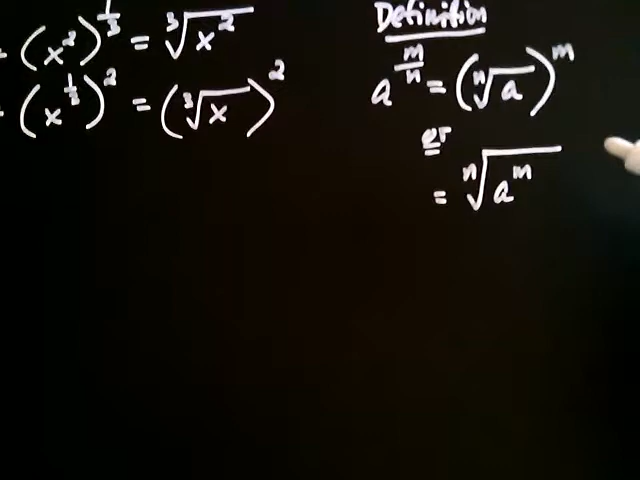 = (x²)^(1/3) = ∛x²
= (x^(1/3))² = (∛x)²
Definition
a^(m/n) = (ⁿ√a)^m
or
= ⁿ√a^m